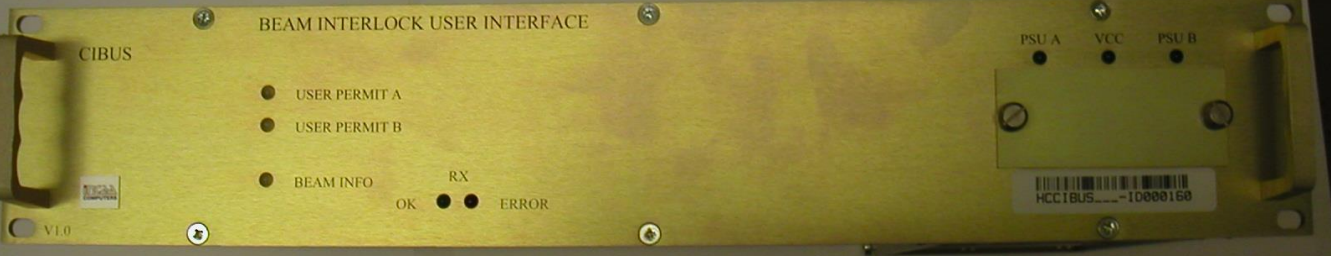 BEAM INTERLOCK USER INTERFACE
CIBUS
PSU A
VCC
PSU B
USER PERMIT A
USER PERMIT B
BEAM INFO
RX
OK
ERROR
COMPUTERS
HCCIBUS___-ID000160
V1.0